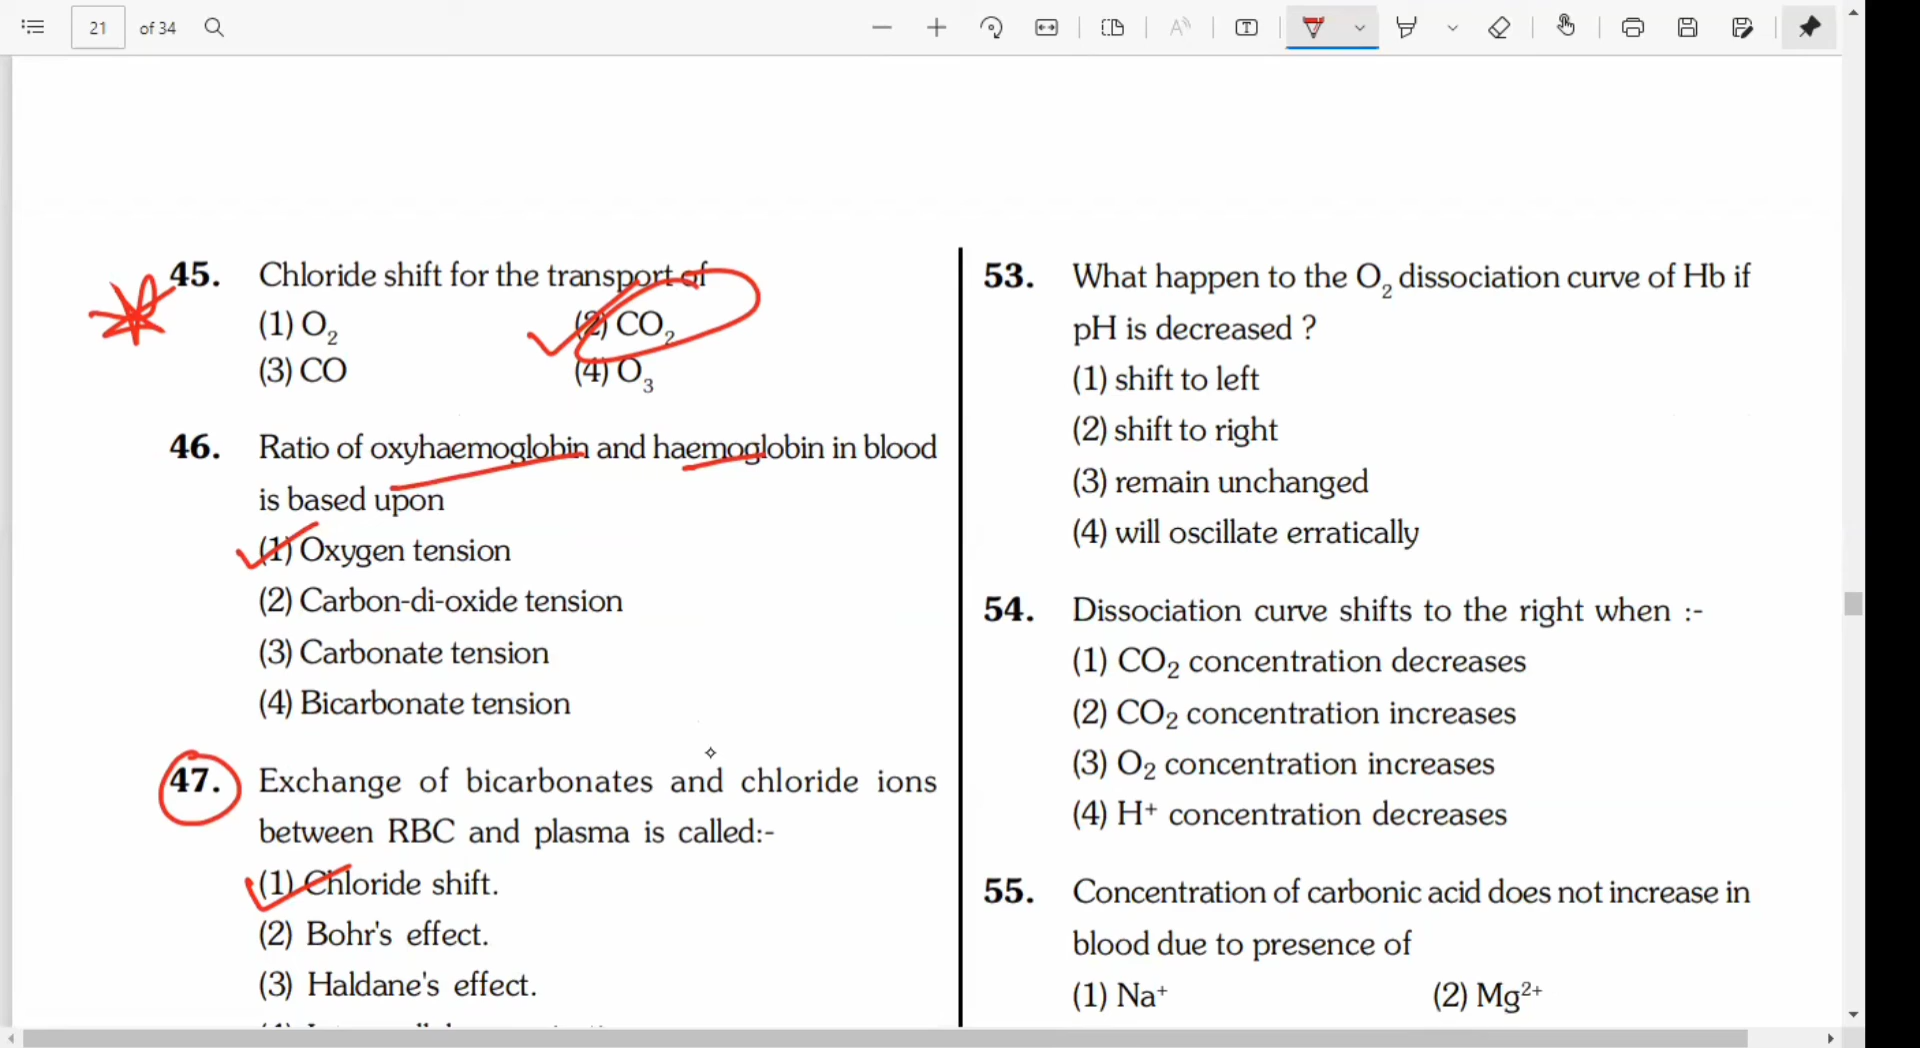 21
of 34
45. Chloride shift for the transport of
(1) O₂ (2) CO₂
(3) CO (4) O₃
46. Ratio of oxyhaemoglobin and haemoglobin in blood
is based upon
(1) Oxygen tension
(2) Carbon-di-oxide tension
(3) Carbonate tension
(4) Bicarbonate tension
47. Exchange of bicarbonates and chloride ions
between RBC and plasma is called:-
(1) Chloride shift.
(2) Bohr's effect.
(3) Haldane's effect.
53. What happen to the O₂ dissociation curve of Hb if
pH is decreased ?
(1) shift to left
(2) shift to right
(3) remain unchanged
(4) will oscillate erratically
54. Dissociation curve shifts to the right when :-
(1) CO₂ concentration decreases
(2) CO₂ concentration increases
(3) O₂ concentration increases
(4) H⁺ concentration decreases
55. Concentration of carbonic acid does not increase in
blood due to presence of
(1) Na⁺ (2) Mg²⁺